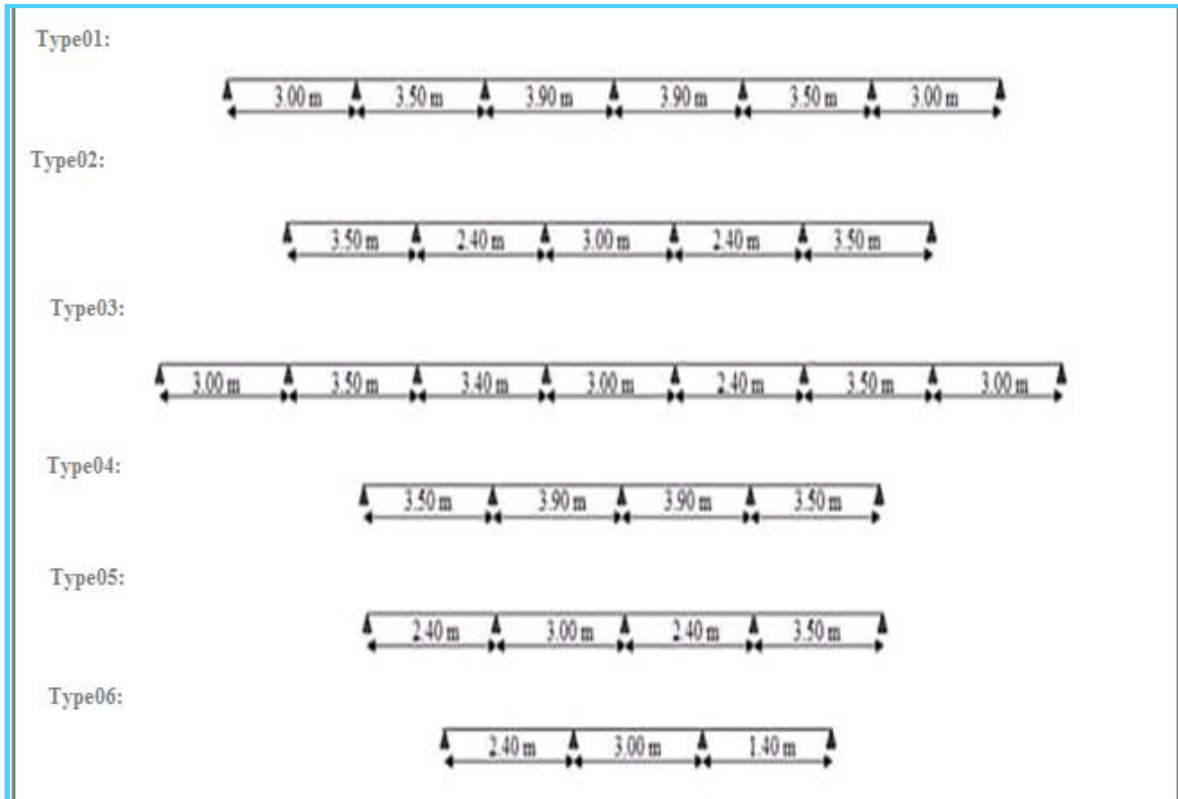 Type01:
3.00 m 3.50 m 3.90 m 3.90 m 3.50 m 3.00 m
Type02:
3.50 m 2.40 m 3.00 m 2.40 m 3.50 m
Type03:
3.00 m 3.50 m 3.40 m 3.00 m 2.40 m 3.50 m 3.00 m
Type04:
3.50 m 3.90 m 3.90 m 3.50 m
Type05:
2.40 m 3.00 m 2.40 m 3.50 m
Type06:
2.40 m 3.00 m 1.40 m